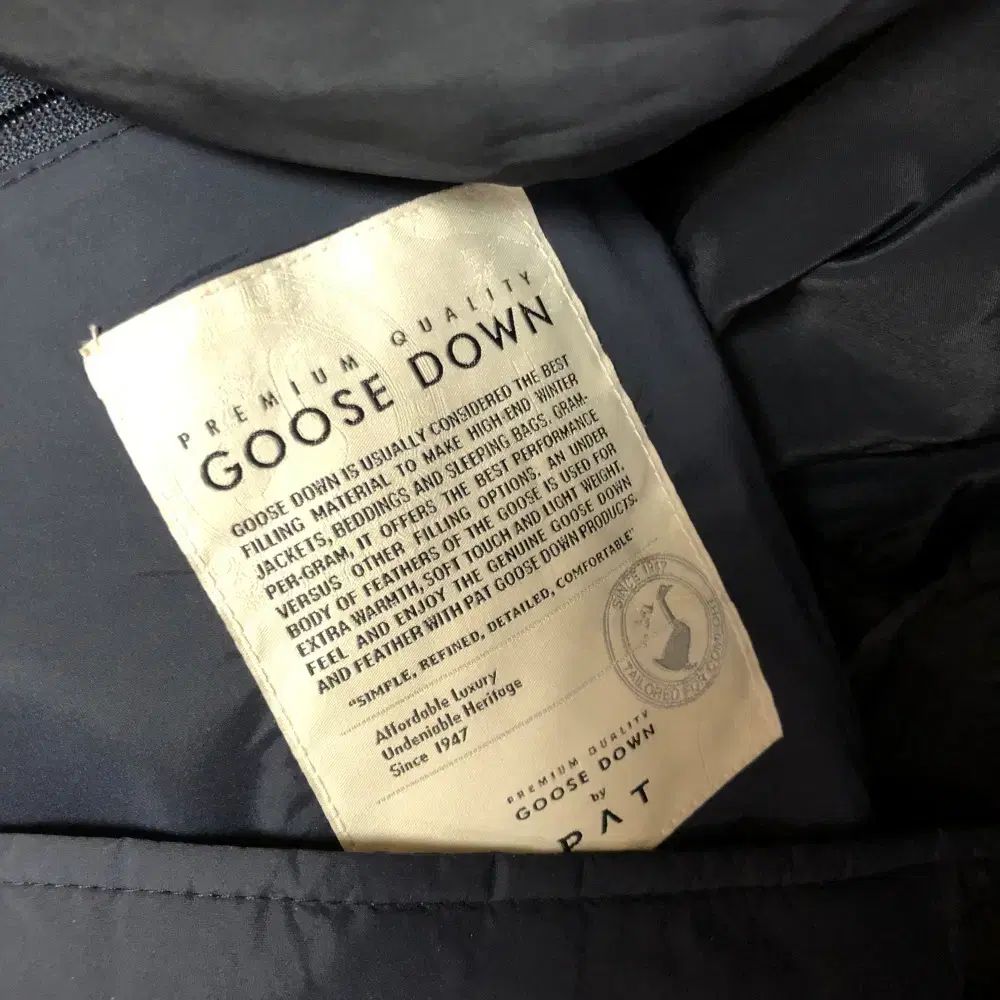 PREMIUM QUALITY
GOOSE DOWN
GOOSE DOWN IS USUALLY CONSIDERED THE BEST
FILLING MATERIAL TO MAKE HIGH-END WINTER
JACKETS, BEDDINGS AND SLEEPING BAGS. GRAM-
PER-GRAM, IT OFFERS THE BEST PERFORMANCE
VERSUS OTHER FILLING OPTIONS, AN UNDER
BODY OF FEATHERS OF THE GOOSE IS USED FOR
EXTRA WARMTH, SOFT TOUCH AND LIGHT WEIGHT.
FEEL AND ENJOY THE GENUINE GOOSE DOWN
AND FEATHER WITH PAT GOOSE DOWN PRODUCTS.
"SIMPLE, REFINED, DETAILED, COMFORTABLE"
SINCE 1947
TAILORED FOR COMFORT
Affordable Luxury
Undeniable Heritage
Since 1947
PREMIUM QUALITY
GOOSE DOWN
by
PAT